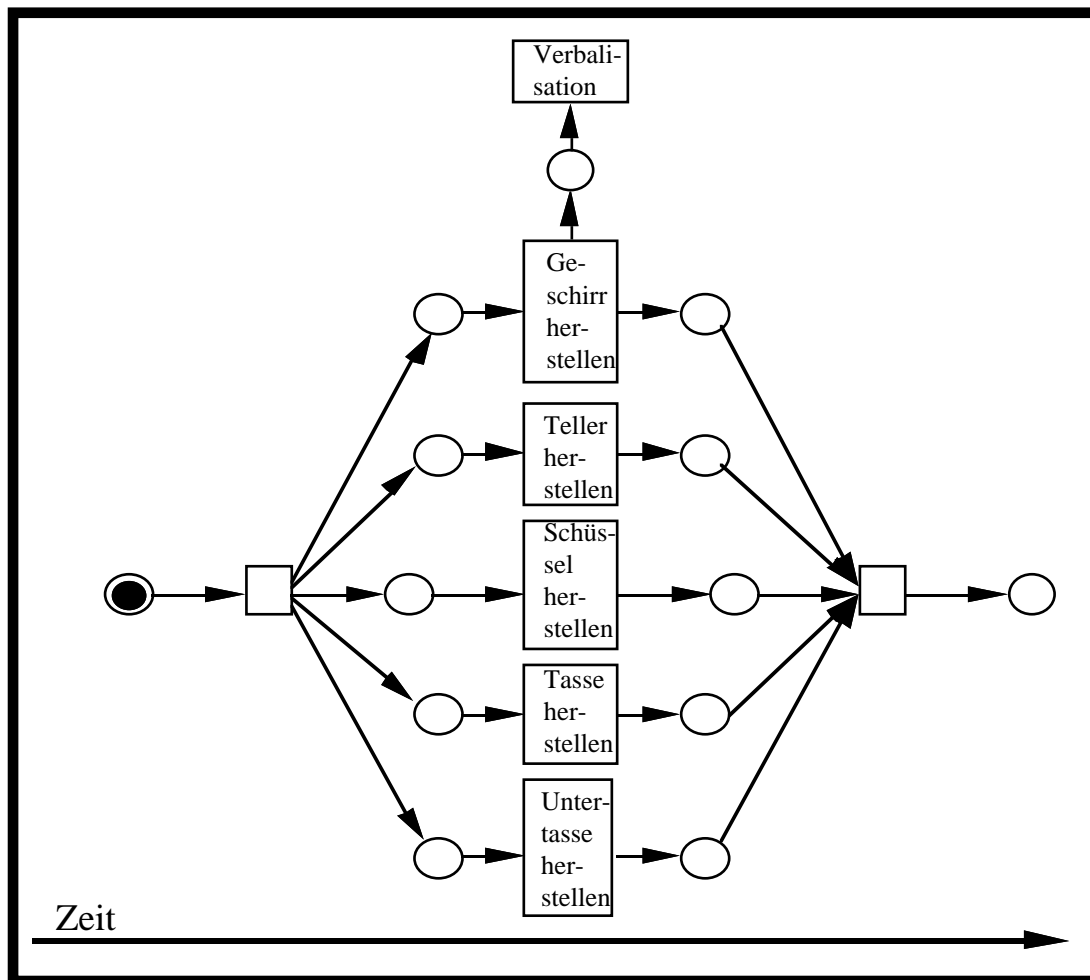 Verbali-
sation
Ge-
schirr
her-
stellen
Teller
her-
stellen
Schüs-
sel
her-
stellen
Tasse
her-
stellen
Unter-
tasse
her-
stellen
Zeit